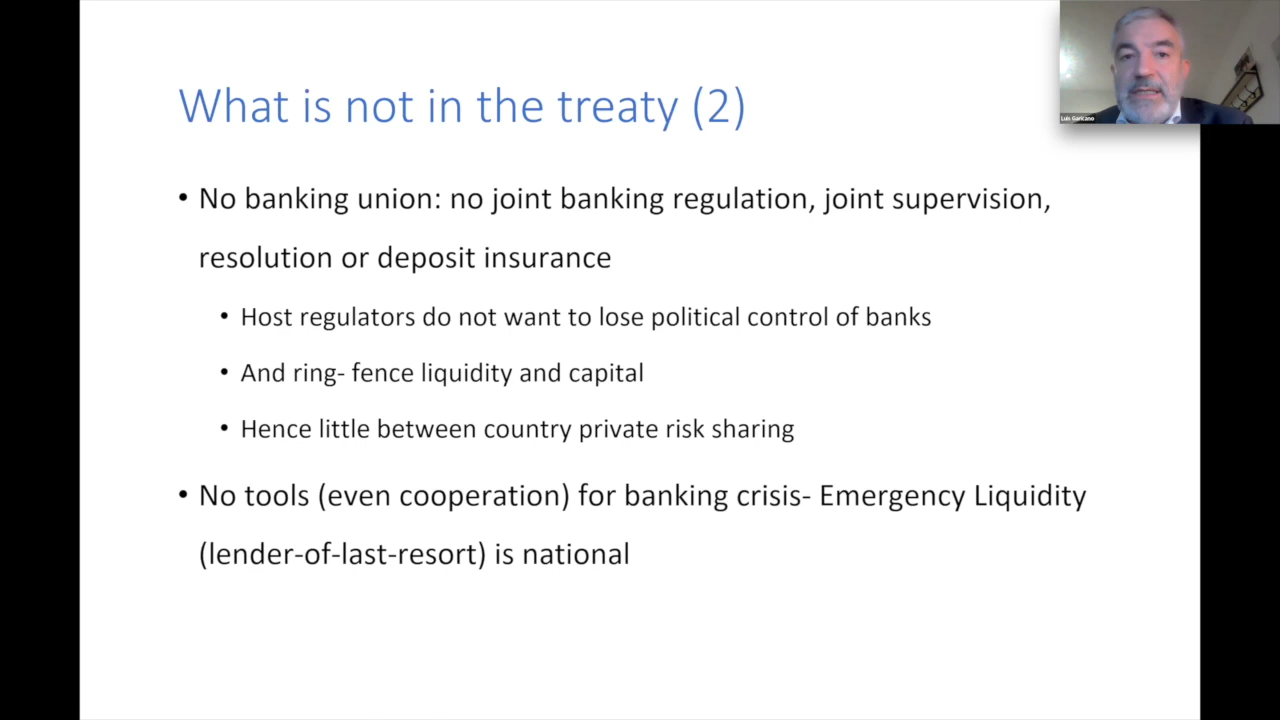 What is not in the treaty (2)
Luis Garicano
• No banking union: no joint banking regulation, joint supervision,
resolution or deposit insurance
• Host regulators do not want to lose political control of banks
• And ring- fence liquidity and capital
• Hence little between country private risk sharing
• No tools (even cooperation) for banking crisis- Emergency Liquidity
(lender-of-last-resort) is national